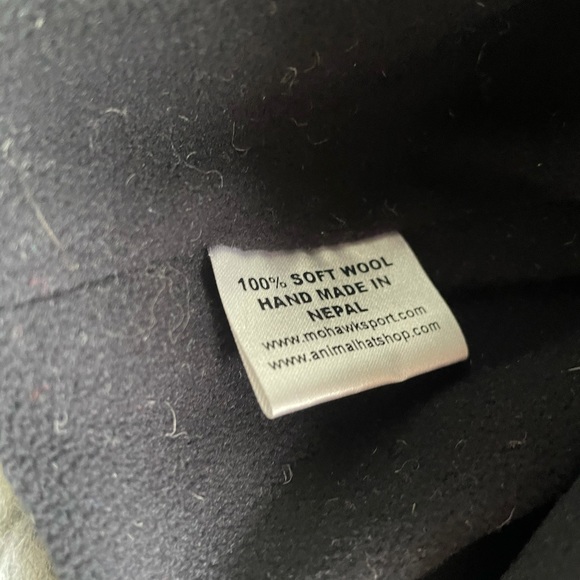 100% SOFT WOOL
HAND MADE IN
NEPAL
www.mohawksport.com
www.animalhatshop.com